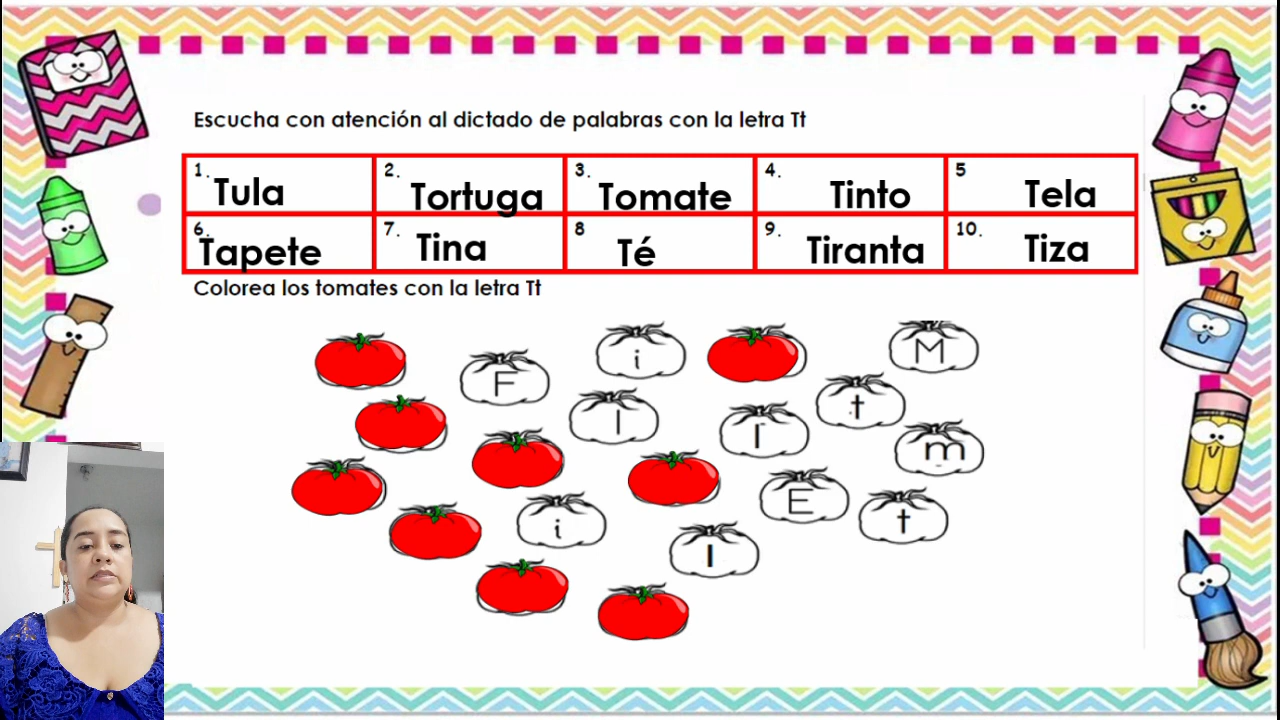 Escucha con atención al dictado de palabras con la letra Tt
1. Tula 2. Tortuga 3. Tomate 4. Tinto 5 Tela
6. Tapete 7. Tina 8 Té 9. Tiranta 10. Tiza
Colorea los tomates con la letra Tt
i M
F t
l
m
E
i t
l